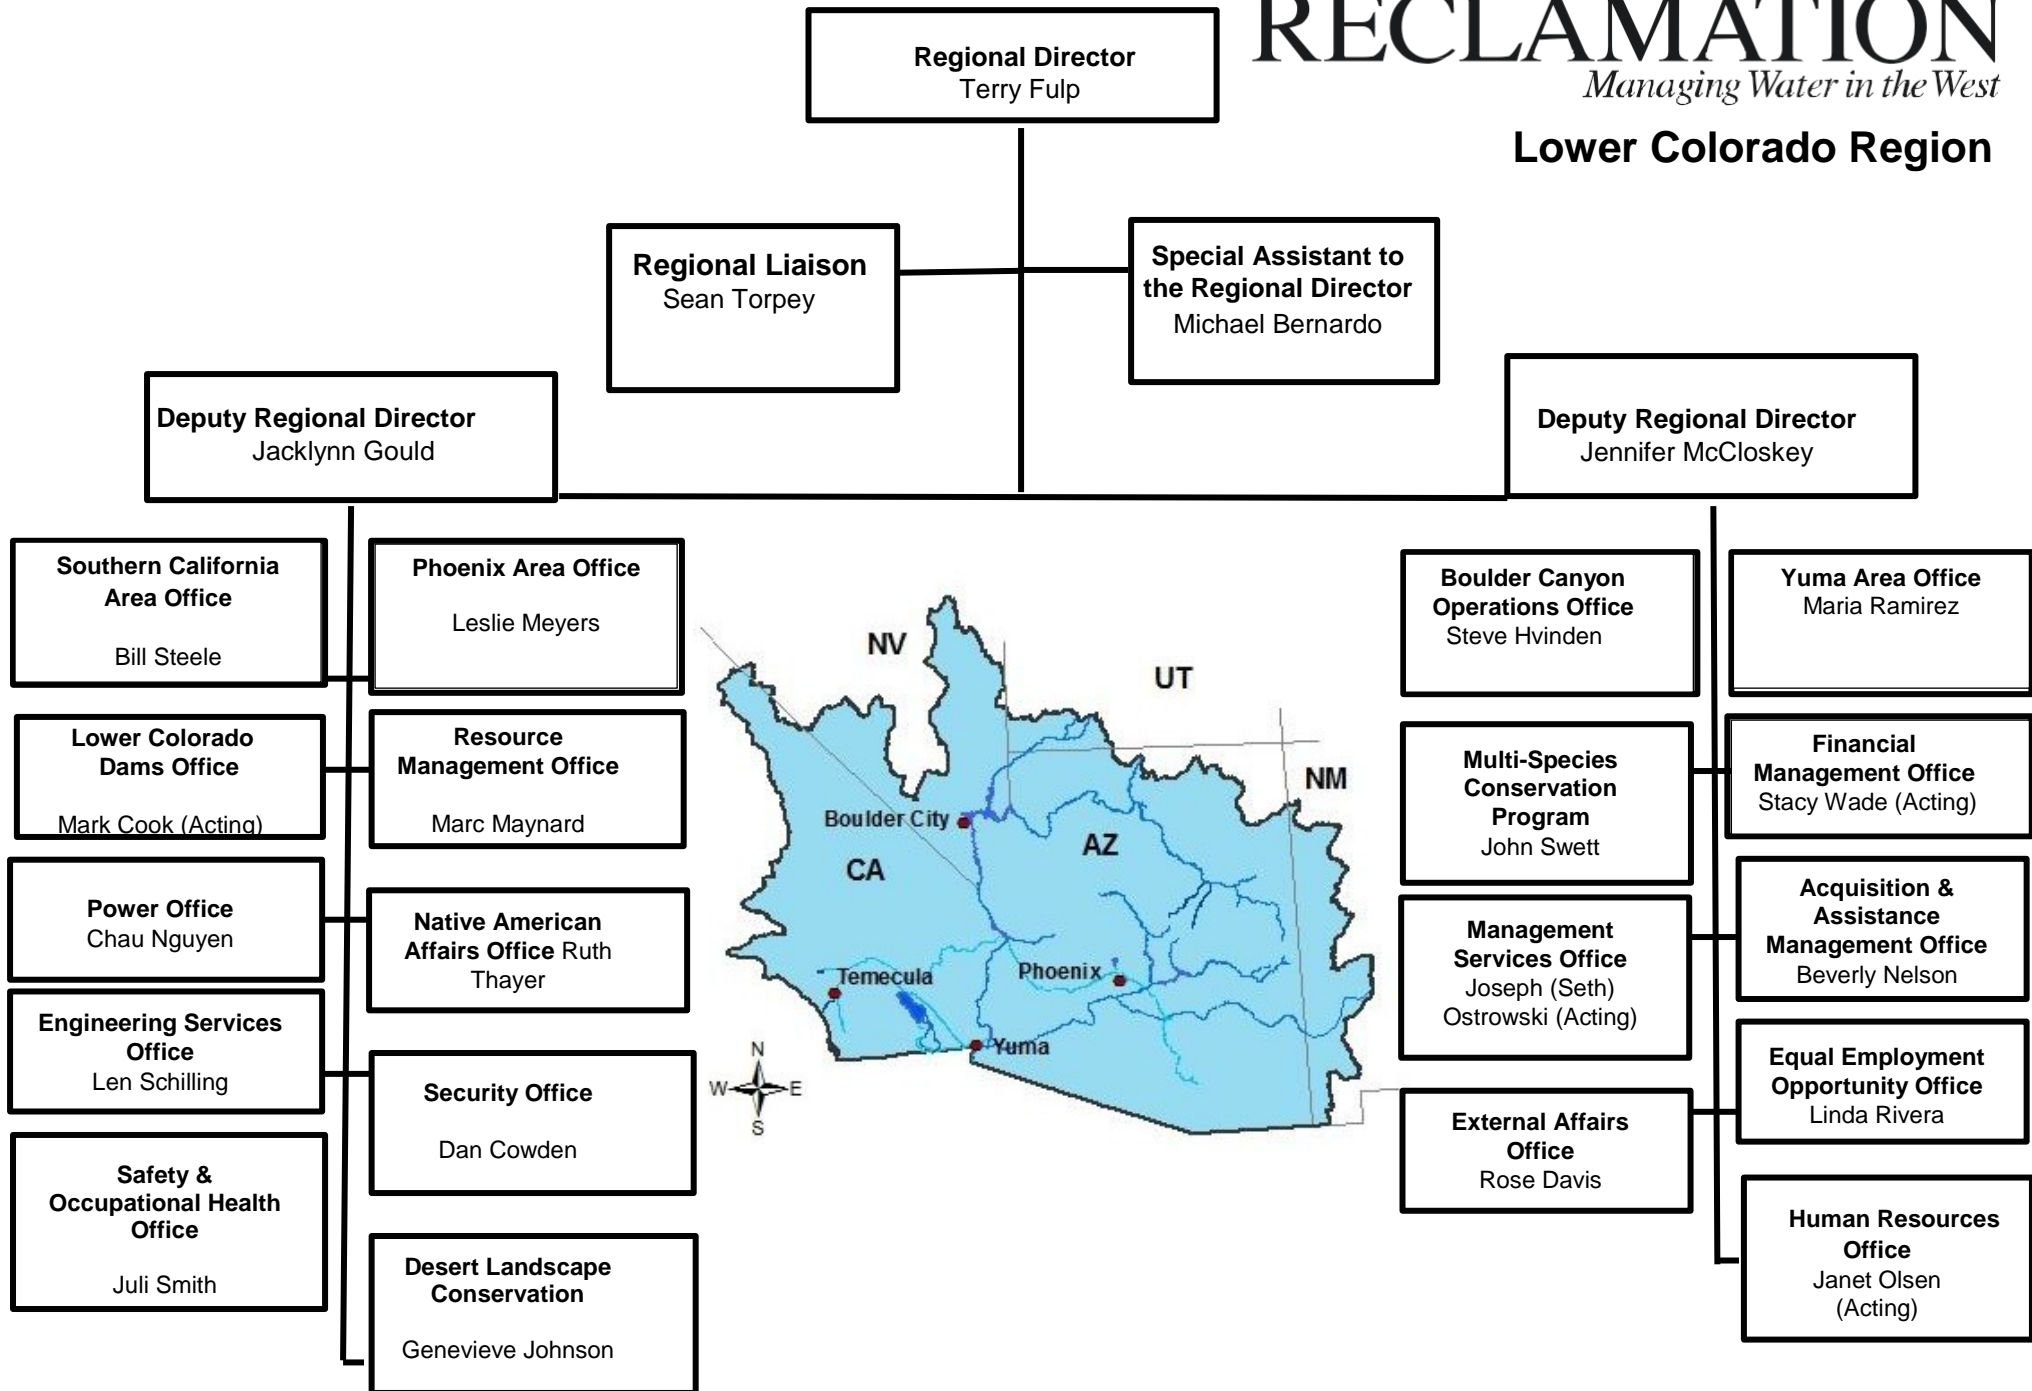 RECLAMATION
Managing Water in the West
Lower Colorado Region
Regional Director
Terry Fulp
Regional Liaison
Sean Torpey
Special Assistant to
the Regional Director
Michael Bernardo
Deputy Regional Director
Jacklynn Gould
Deputy Regional Director
Jennifer McCloskey
Southern California
Area Office
Bill Steele
Phoenix Area Office
Leslie Meyers
Lower Colorado
Dams Office
Mark Cook (Acting)
Resource
Management Office
Marc Maynard
Power Office
Chau Nguyen
Native American
Affairs Office Ruth
Thayer
Engineering Services
Office
Len Schilling
Security Office
Dan Cowden
Safety &
Occupational Health
Office
Juli Smith
Desert Landscape
Conservation
Genevieve Johnson
NV
UT
NM
Boulder City
AZ
CA
Temecula
Phoenix
Yuma
N
W
E
S
Boulder Canyon
Operations Office
Steve Hvinden
Yuma Area Office
Maria Ramirez
Multi-Species
Conservation
Program
John Swett
Financial
Management Office
Stacy Wade (Acting)
Management
Services Office
Joseph (Seth)
Ostrowski (Acting)
Acquisition &
Assistance
Management Office
Beverly Nelson
External Affairs
Office
Rose Davis
Equal Employment
Opportunity Office
Linda Rivera
Human Resources
Office
Janet Olsen
(Acting)